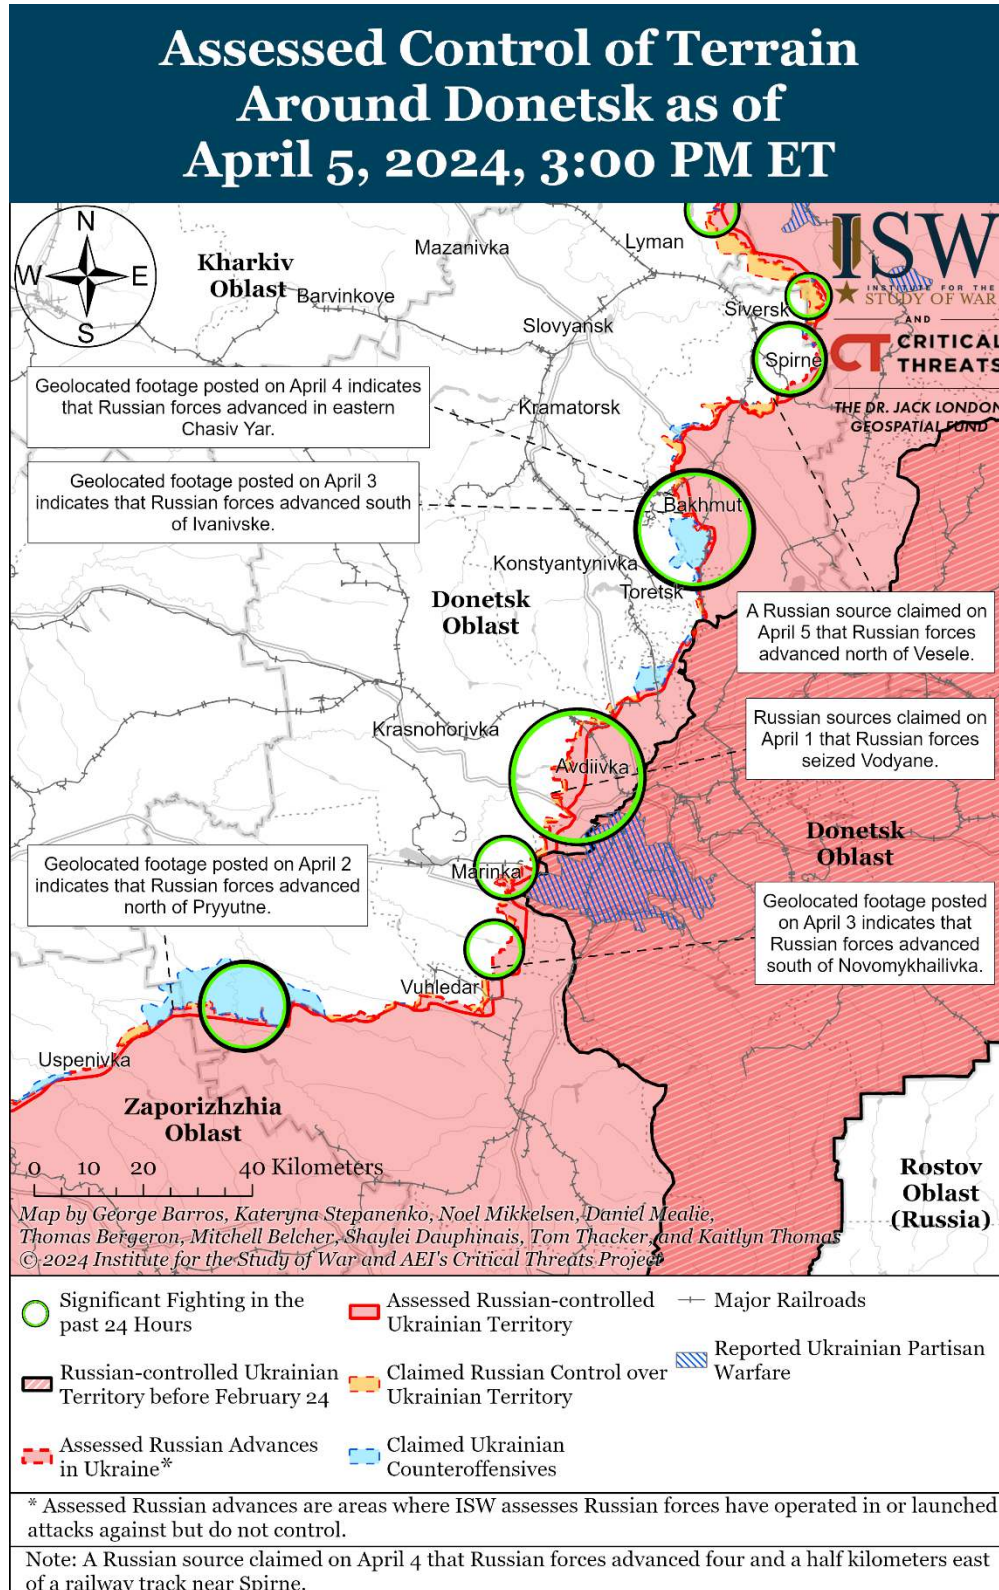 Assessed Control of Terrain
Around Donetsk as of
April 5, 2024, 3:00 PM ET
N
W
E
S
Kharkiv
Oblast
Mazanivka
Lyman
ISW
INSTITUTE FOR THE
STUDY OF WAR
AND
CT CRITICAL
THREATS
THE DR. JACK LONDON
GEOSPATIAL FUND
Barvinkove
Siversk
Slovyansk
Spirne
Geolocated footage posted on April 4 indicates
that Russian forces advanced in eastern
Chasiv Yar.
Kramatorsk
Geolocated footage posted on April 3
indicates that Russian forces advanced south
of Ivanivske.
Bakhmut
Konstyantynivka
Toretsk
Donetsk
Oblast
A Russian source claimed on
April 5 that Russian forces
advanced north of Vesele.
Krasnohorivka
Russian sources claimed on
April 1 that Russian forces
seized Vodyane.
Avdiivka
Donetsk
Oblast
Geolocated footage posted on April 2
indicates that Russian forces advanced
north of Pryyutne.
Marinka
Geolocated footage posted
on April 3 indicates that
Russian forces advanced
south of Novomykhailivka.
Vuhledar
Uspenivka
Zaporizhzhia
Oblast
0 10 20 40 Kilometers
Rostov
Oblast
(Russia)
Map by George Barros, Kateryna Stepanenko, Noel Mikkelsen, Daniel Mealie,
Thomas Bergeron, Mitchell Belcher, Shaylei Dauphinais, Tom Thacker, and Kaitlyn Thomas
© 2024 Institute for the Study of War and AEI's Critical Threats Project
Significant Fighting in the
past 24 Hours
Russian-controlled Ukrainian
Territory before February 24
Assessed Russian Advances
in Ukraine*
Assessed Russian-controlled
Ukrainian Territory
Claimed Russian Control over
Ukrainian Territory
Claimed Ukrainian
Counteroffensives
Major Railroads
Reported Ukrainian Partisan
Warfare
* Assessed Russian advances are areas where ISW assesses Russian forces have operated in or launched
attacks against but do not control.
Note: A Russian source claimed on April 4 that Russian forces advanced four and a half kilometers east
of a railway track near Spirne.